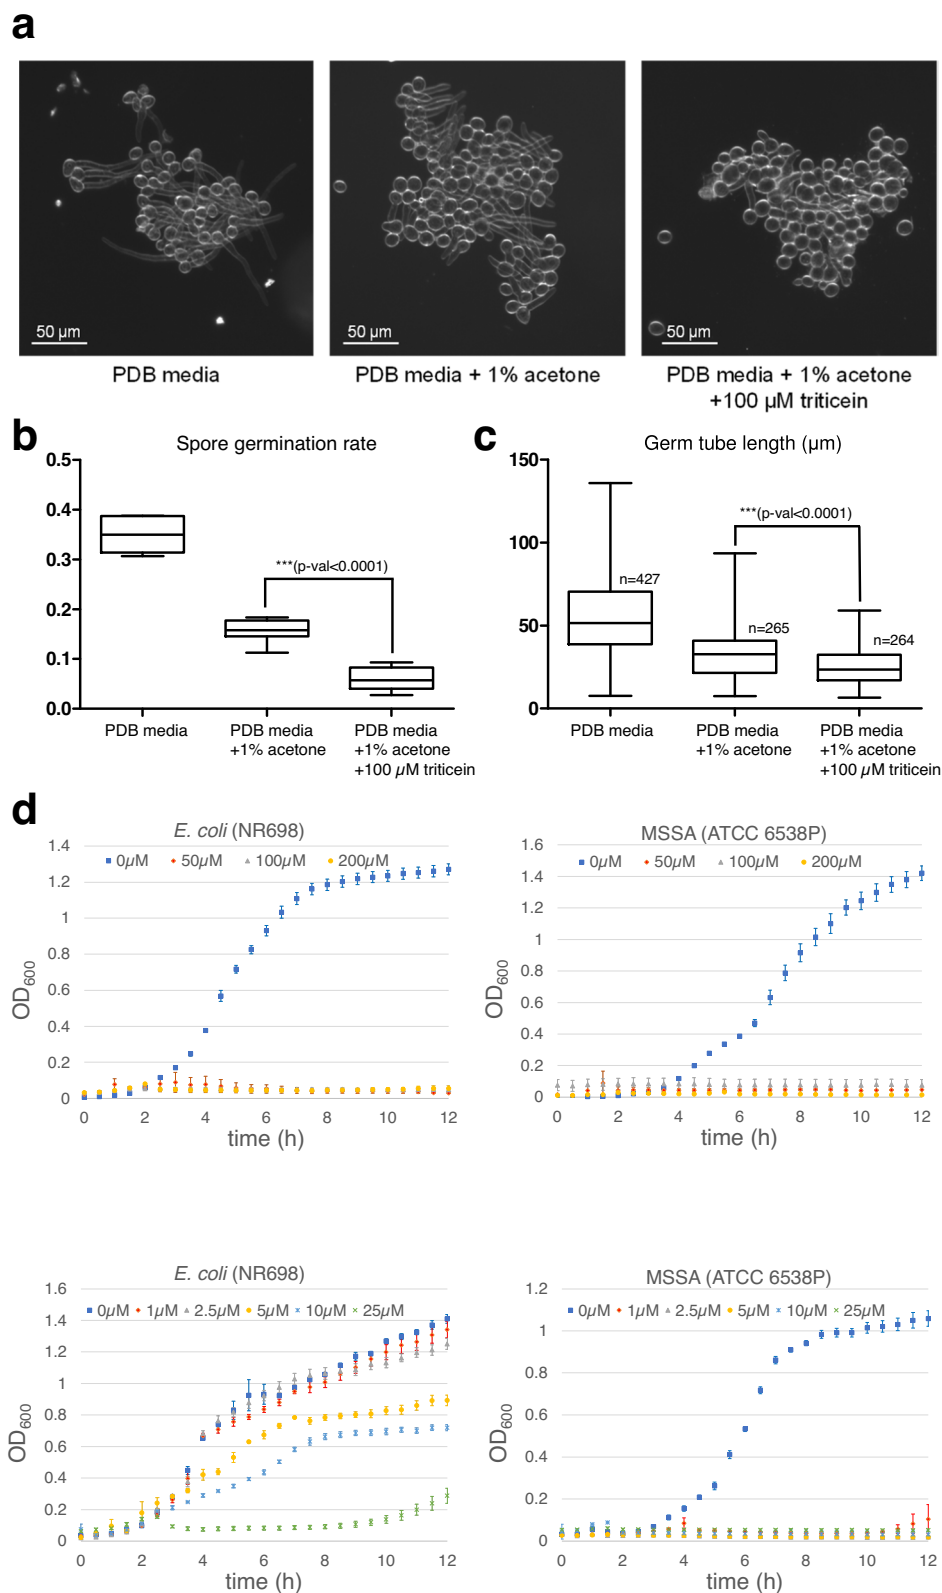 a
50 µm
50 µm
50 µm
PDB media
PDB media + 1% acetone
PDB media + 1% acetone
+100 µM triticein
b
Spore germination rate
0.5
0.4
0.3
0.2
0.1
0.0
***(p-val<0.0001)
PDB media
PDB media
+1% acetone
PDB media
+1% acetone
+100 µM triticein
c
Germ tube length (µm)
150
100
50
0
***(p-val<0.0001)
n=427
n=265
n=264
PDB media
PDB media
+1% acetone
PDB media
+1% acetone
+100 µM triticein
d
E. coli (NR698)
0µM 50µM 100µM 200µM
1.4
1.2
1
0.8
0.6
0.4
0.2
0
OD600
0 2 4 6 8 10 12
time (h)
MSSA (ATCC 6538P)
0µM 50µM 100µM 200µM
1.6
1.4
1.2
1
0.8
0.6
0.4
0.2
0
OD600
0 2 4 6 8 10 12
time (h)
E. coli (NR698)
0µM 1µM 2.5µM 5µM 10µM 25µM
1.6
1.4
1.2
1
0.8
0.6
0.4
0.2
0
OD600
0 2 4 6 8 10 12
time (h)
MSSA (ATCC 6538P)
0µM 1µM 2.5µM 5µM 10µM 25µM
1.2
1
0.8
0.6
0.4
0.2
0
OD600
0 2 4 6 8 10 12
time (h)